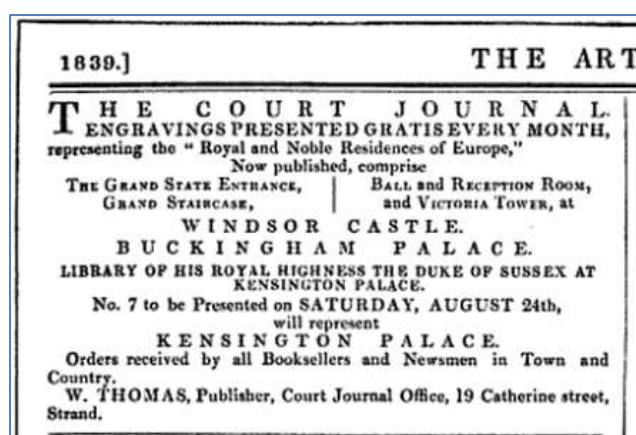 1839.] THE ART
THE COURT JOURNAL.
ENGRAVINGS PRESENTED GRATIS EVERY MONTH,
representing the “ Royal and Noble Residences of Europe,”
Now published, comprise
THE GRAND STATE ENTRANCE,
GRAND STAIRCASE,
BALL and RECEPTION ROOM,
and VICTORIA TOWER, at
WINDSOR CASTLE.
BUCKINGHAM PALACE.
LIBRARY OF HIS ROYAL HIGHNESS THE DUKE OF SUSSEX AT
KENSINGTON PALACE.
No. 7 to be Presented on SATURDAY, AUGUST 24th,
will represent
KENSINGTON PALACE.
Orders received by all Booksellers and Newsmen in Town and
Country.
W. THOMAS, Publisher, Court Journal Office, 19 Catherine street,
Strand.